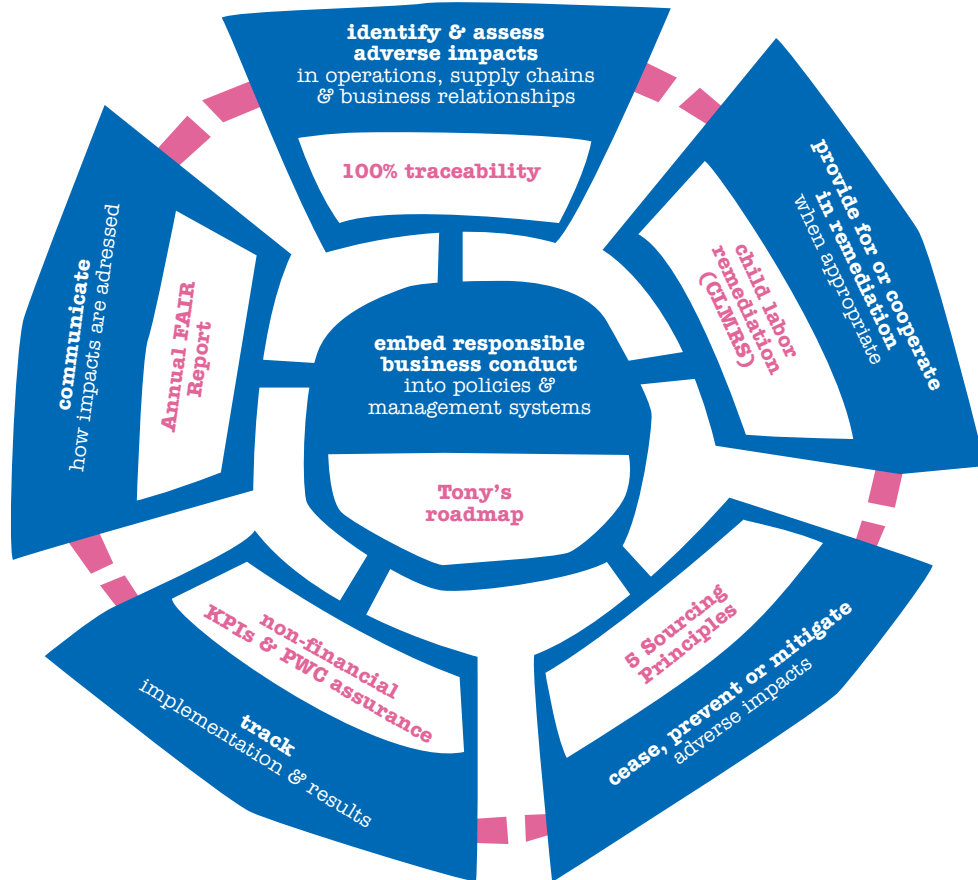 identify & assess
adverse impacts
in operations, supply chains
& business relationships
100% traceability
provide for or cooperate
in remediation
when appropriate
child labor
remediation
(CLMRS)
cease, prevent or mitigate
adverse impacts
5 Sourcing
Principles
track
implementation & results
non-financial
KPIs & PWC assurance
communicate
how impacts are adressed
Annual FAIR
Report
embed responsible
business conduct
into policies &
management systems
Tony's
roadmap